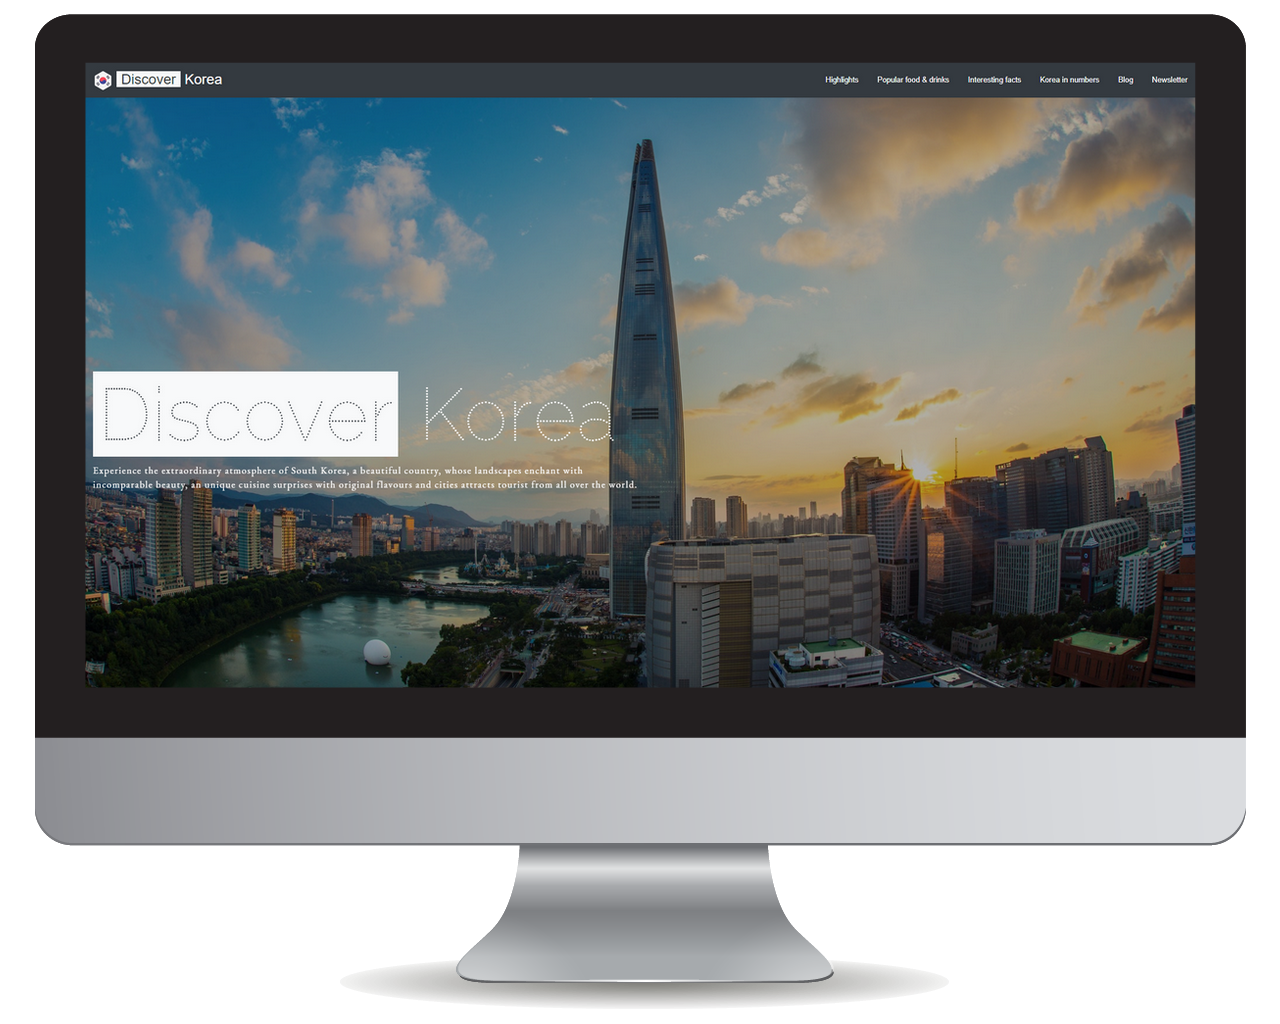 Discover Korea
Highlights Popular food & drinks Interesting facts Korea in numbers Blog Newsletter
Discover Korea
Experience the extraordinary atmosphere of South Korea, a beautiful country, whose landscapes enchant with
incomparable beauty, an unique cuisine surprises with original flavours and cities attracts tourist from all over the world.